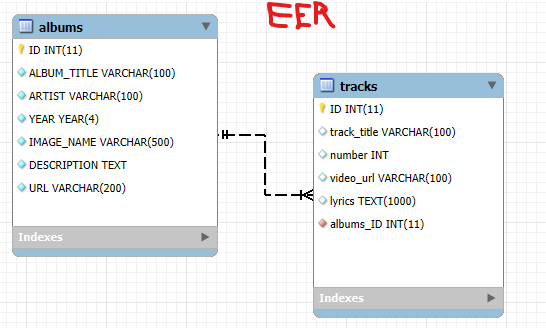 EER
albums
ID INT(11)
ALBUM_TITLE VARCHAR(100)
ARTIST VARCHAR(100)
YEAR YEAR(4)
IMAGE_NAME VARCHAR(500)
DESCRIPTION TEXT
URL VARCHAR(200)
Indexes
tracks
ID INT(11)
track_title VARCHAR(100)
number INT
video_url VARCHAR(100)
lyrics TEXT(1000)
albums_ID INT(11)
Indexes